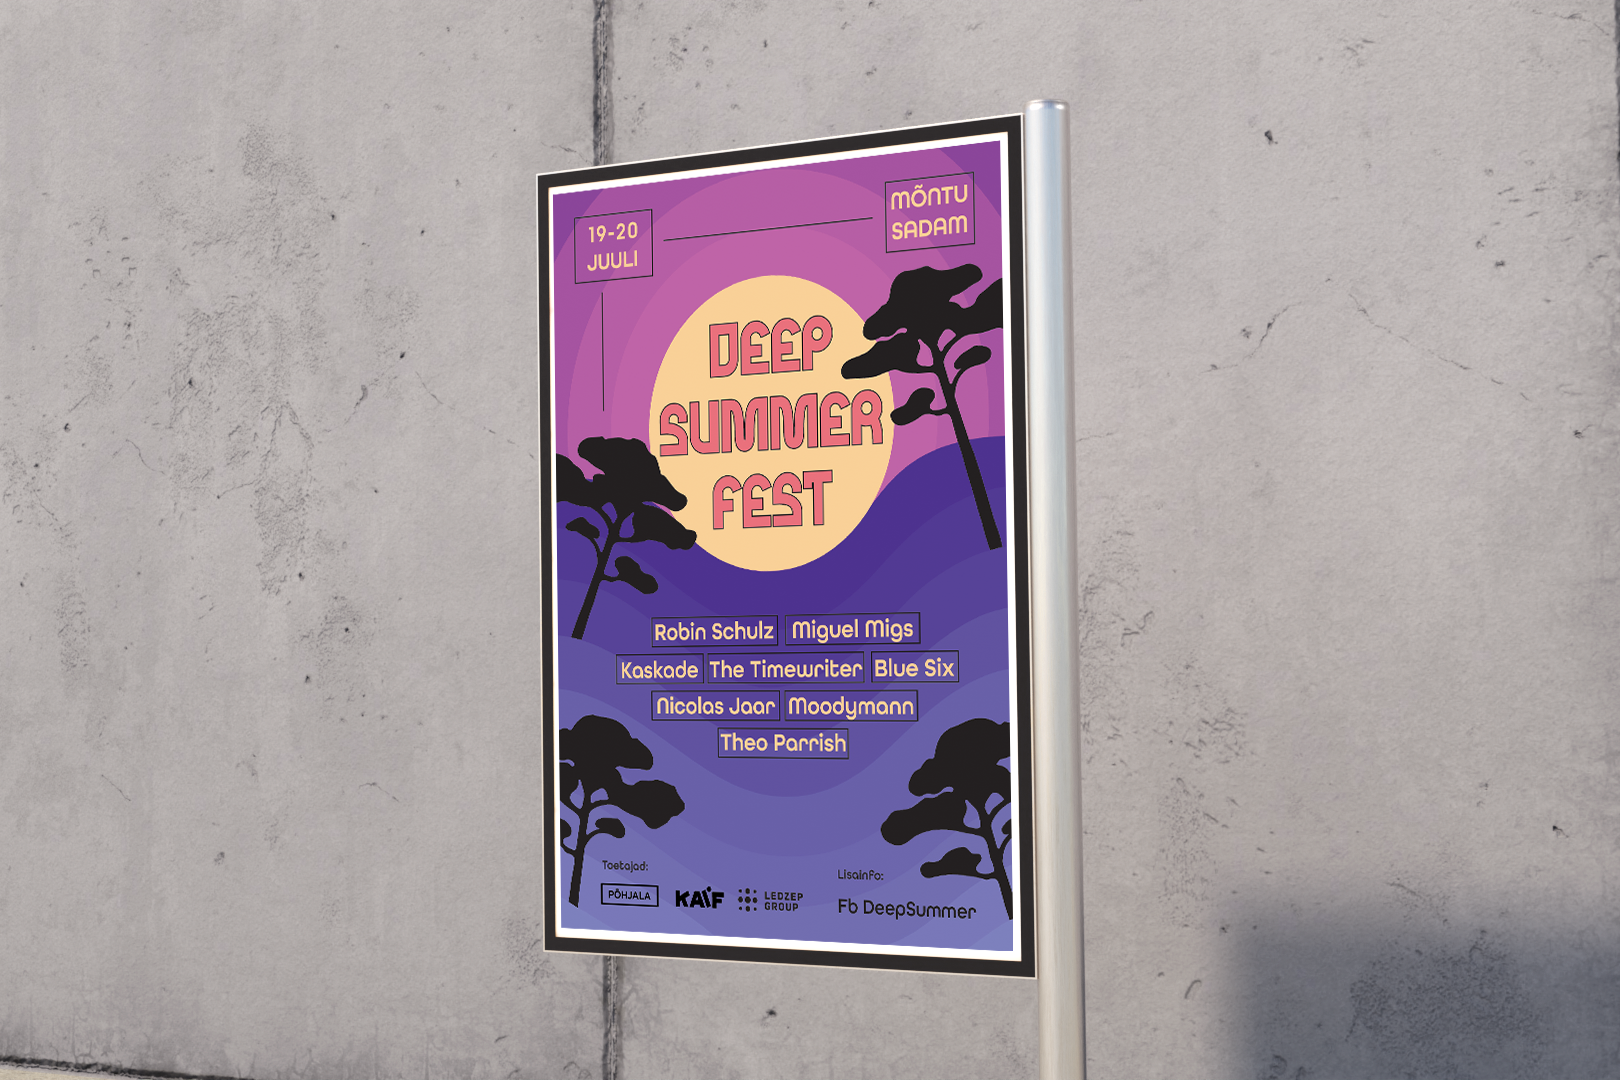 19-20
JUULI
MÕNTU
SADAM
DEEP
SUMMER
FEST
Robin Schulz Miguel Migs
Kaskade The Timewriter Blue Six
Nicolas Jaar Moodymann
Theo Parrish
Toetajad:
PÕHJALA
KAIF
LEDZEP
GROUP
Lisainfo:
Fb DeepSummer